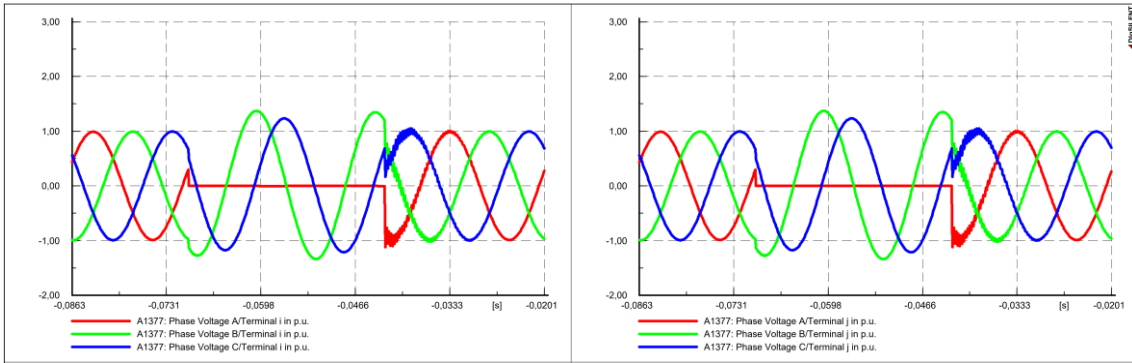 3,00
2,00
1,00
0,00
-1,00
-2,00
-0,0863 -0,0731 -0,0598 -0,0466 -0,0333 [s] -0,0201
A1377: Phase Voltage A/Terminal i in p.u.
A1377: Phase Voltage B/Terminal i in p.u.
A1377: Phase Voltage C/Terminal i in p.u.
3,00
2,00
1,00
0,00
-1,00
-2,00
-0,0863 -0,0731 -0,0598 -0,0466 -0,0333 [s] -0,0201
A1377: Phase Voltage A/Terminal j in p.u.
A1377: Phase Voltage B/Terminal j in p.u.
A1377: Phase Voltage C/Terminal j in p.u.
DIgSILENT